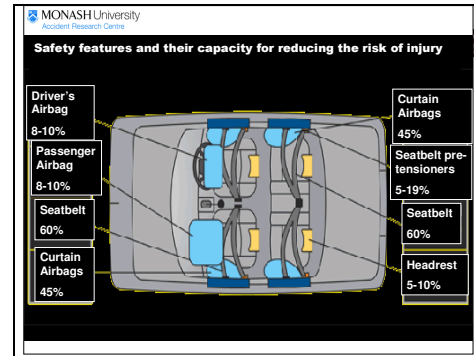 MONASH University
Accident Research Centre
Safety features and their capacity for reducing the risk of injury
Driver's
Airbag
8-10%
Passenger
Airbag
8-10%
Seatbelt
60%
Curtain
Airbags
45%
Curtain
Airbags
45%
Seatbelt pre-
tensioners
5-19%
Seatbelt
60%
Headrest
5-10%